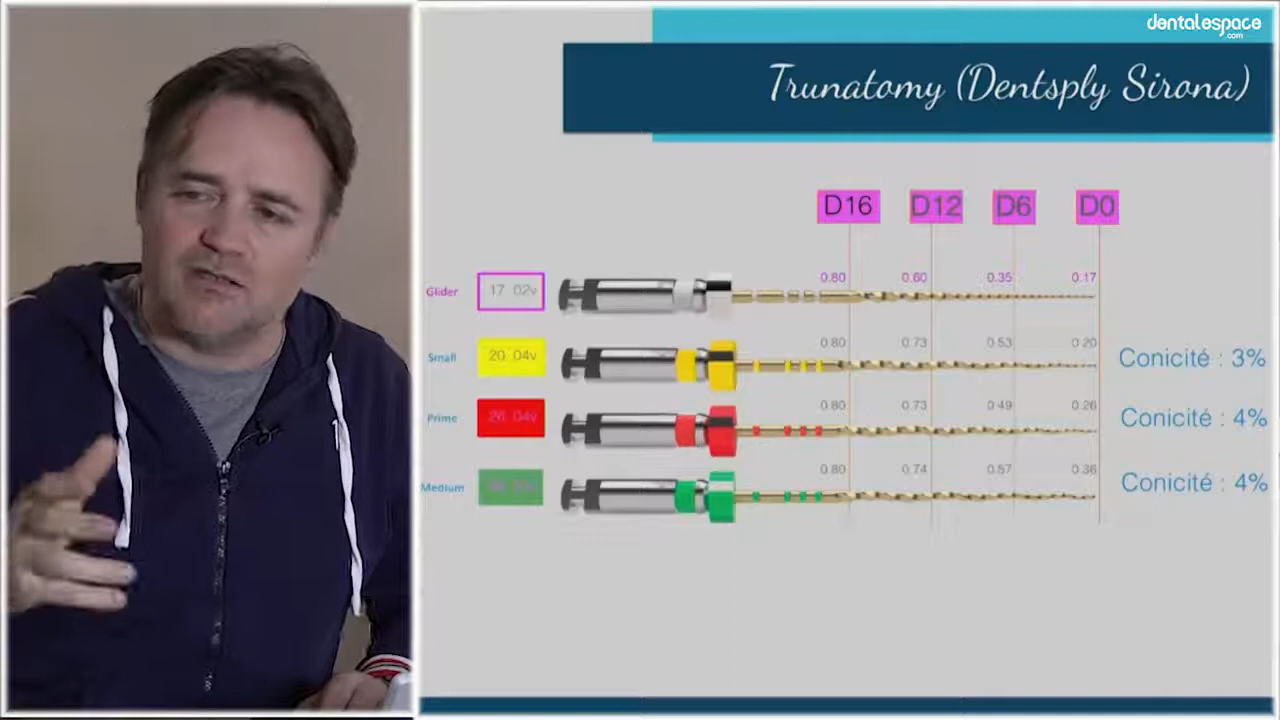 dentalespace
.com
Trunatomy (Dentsply Sirona)
D16 D12 D6 D0
0.80 0.60 0.35 0.17
Glider 17 02v
0.80 0.73 0.53 0.20
Small 20 04v Conicité : 3%
0.80 0.73 0.49 0.26
Prime 26 04v Conicité : 4%
0.80 0.74 0.57 0.36
Medium Conicité : 4%